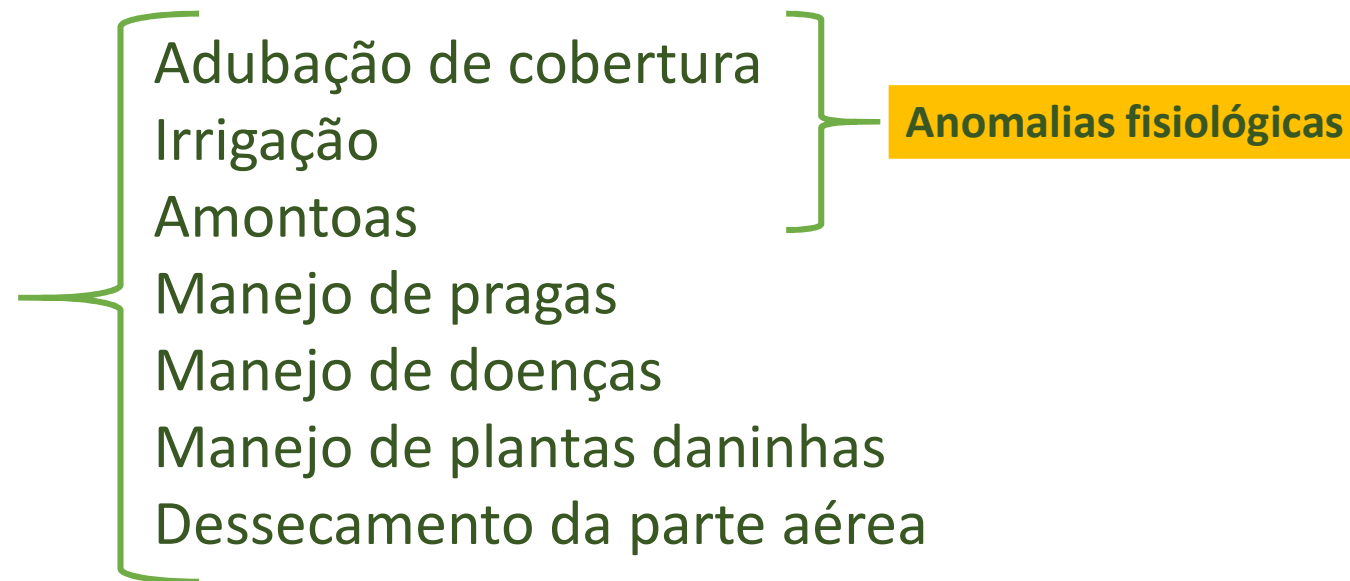 Adubação de cobertura
Irrigação
Amontoas
Manejo de pragas
Manejo de doenças
Manejo de plantas daninhas
Dessecamento da parte aérea
Anomalias fisiológicas